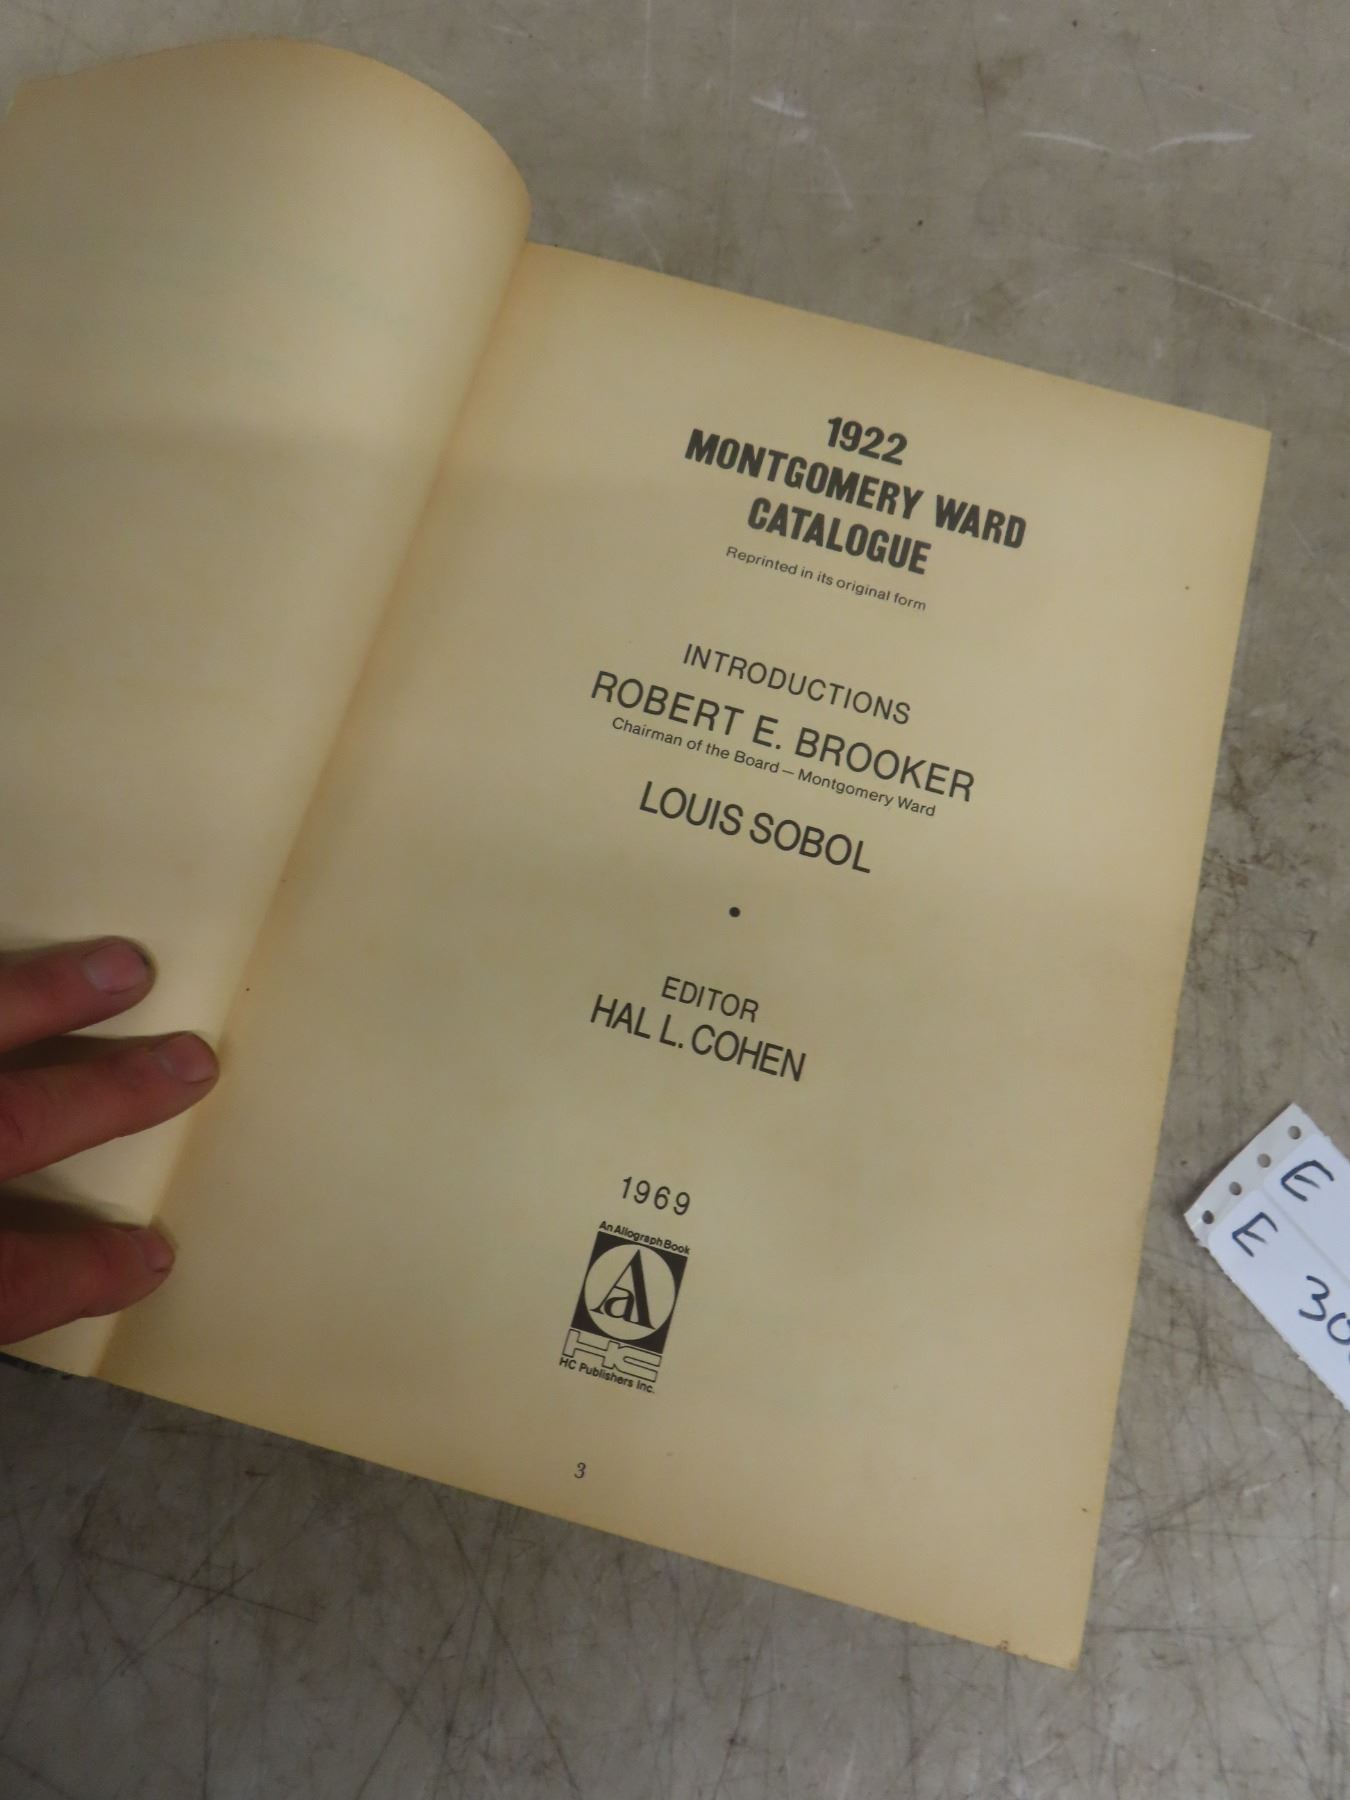 1922
MONTGOMERY WARD
CATALOGUE
Reprinted in its original form
INTRODUCTIONS
ROBERT E. BROOKER
Chairman of the Board — Montgomery Ward
LOUIS SOBOL
•
EDITOR
HAL L. COHEN
1969
An Allograph Book
Aa
HC
HC Publishers Inc.
3
E
E 30